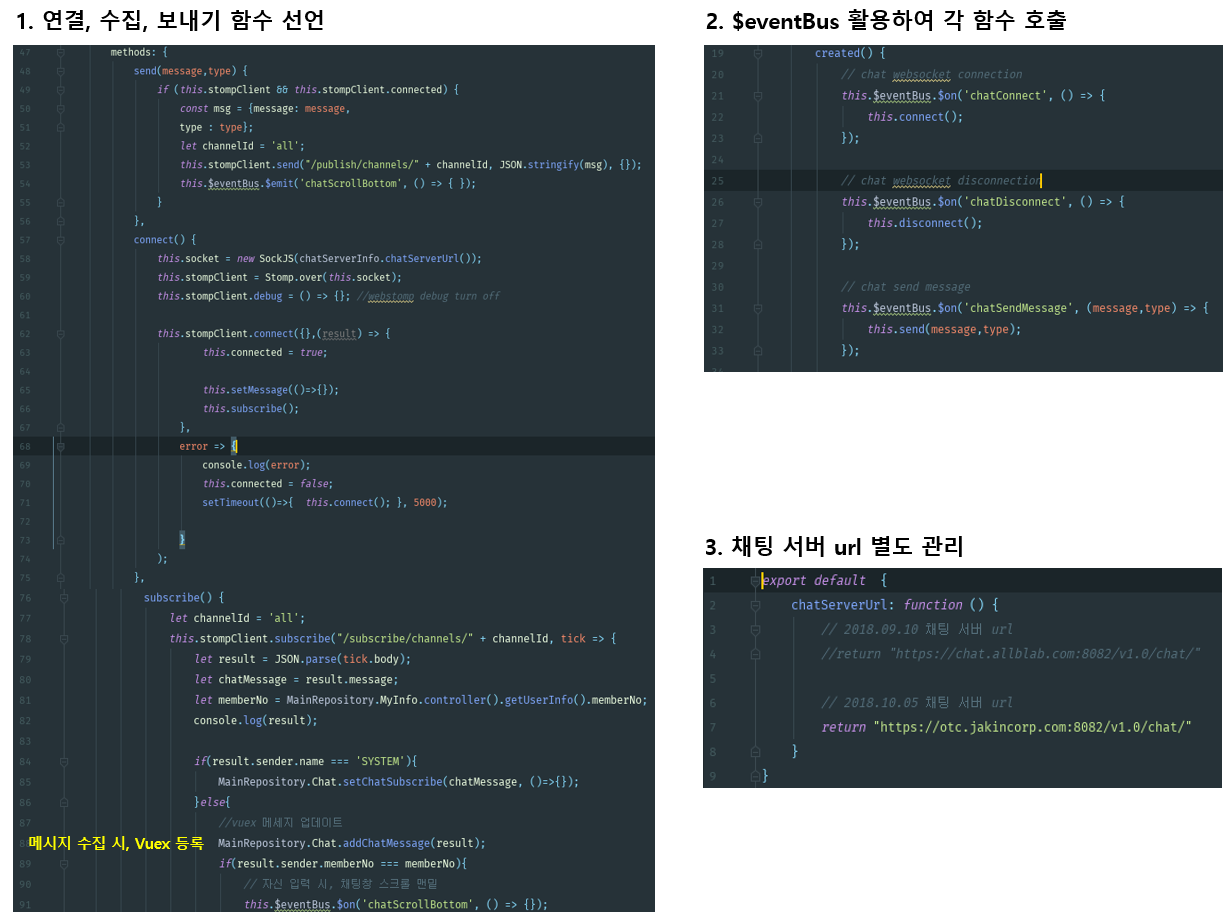 1. 연결, 수집, 보내기 함수 선언
47 methods: {
48 send(message,type) {
49 if (this.stompClient && this.stompClient.connected) {
50 const msg = {message: message,
51 type : type};
52 let channelId = 'all';
53 this.stompClient.send("/publish/channels/" + channelId, JSON.stringify(msg), {});
54 this.$eventBus.$emit('chatScrollBottom', () => { });
55 }
56 },
57 connect() {
58 this.socket = new SockJS(chatServerInfo.chatServerUrl());
59 this.stompClient = Stomp.over(this.socket);
60 this.stompClient.debug = () => {}; //webstomp debug turn off
61
62 this.stompClient.connect({},(result) => {
63 this.connected = true;
64
65 this.setMessage(()=>{});
66 this.subscribe();
67 },
68 error => {
69 console.log(error);
70 this.connected = false;
71 setTimeout(()=>{ this.connect(); }, 5000);
72
73 }
74 );
75 },
76 subscribe() {
77 let channelId = 'all';
78 this.stompClient.subscribe("/subscribe/channels/" + channelId, tick => {
79 let result = JSON.parse(tick.body);
80 let chatMessage = result.message;
81 let memberNo = MainRepository.MyInfo.controller().getUserInfo().memberNo;
82 console.log(result);
83
84 if(result.sender.name === 'SYSTEM'){
85 MainRepository.Chat.setChatSubscribe(chatMessage, ()=>{});
86 }else{
87 //vuex 메세지 업데이트
88 메시지 수집 시, Vuex 등록 MainRepository.Chat.addChatMessage(result);
89 if(result.sender.memberNo === memberNo){
90 // 자신 입력 시, 채팅창 스크롤 맨밑
91 this.$eventBus.$on('chatScrollBottom', () => {});
2. $eventBus 활용하여 각 함수 호출
19 created() {
20 // chat websocket connection
21 this.$eventBus.$on('chatConnect', () => {
22 this.connect();
23 });
24
25 // chat websocket disconnection
26 this.$eventBus.$on('chatDisconnect', () => {
27 this.disconnect();
28 });
29
30 // chat send message
31 this.$eventBus.$on('chatSendMessage', (message,type) => {
32 this.send(message,type);
33 });
3. 채팅 서버 url 별도 관리
1 export default {
2 chatServerUrl: function () {
3 // 2018.09.10 채팅 서버 url
4 //return "https://chat.allblab.com:8082/v1.0/chat/"
5
6 // 2018.10.05 채팅 서버 url
7 return "https://otc.jakincorp.com:8082/v1.0/chat/"
8 }
9 }